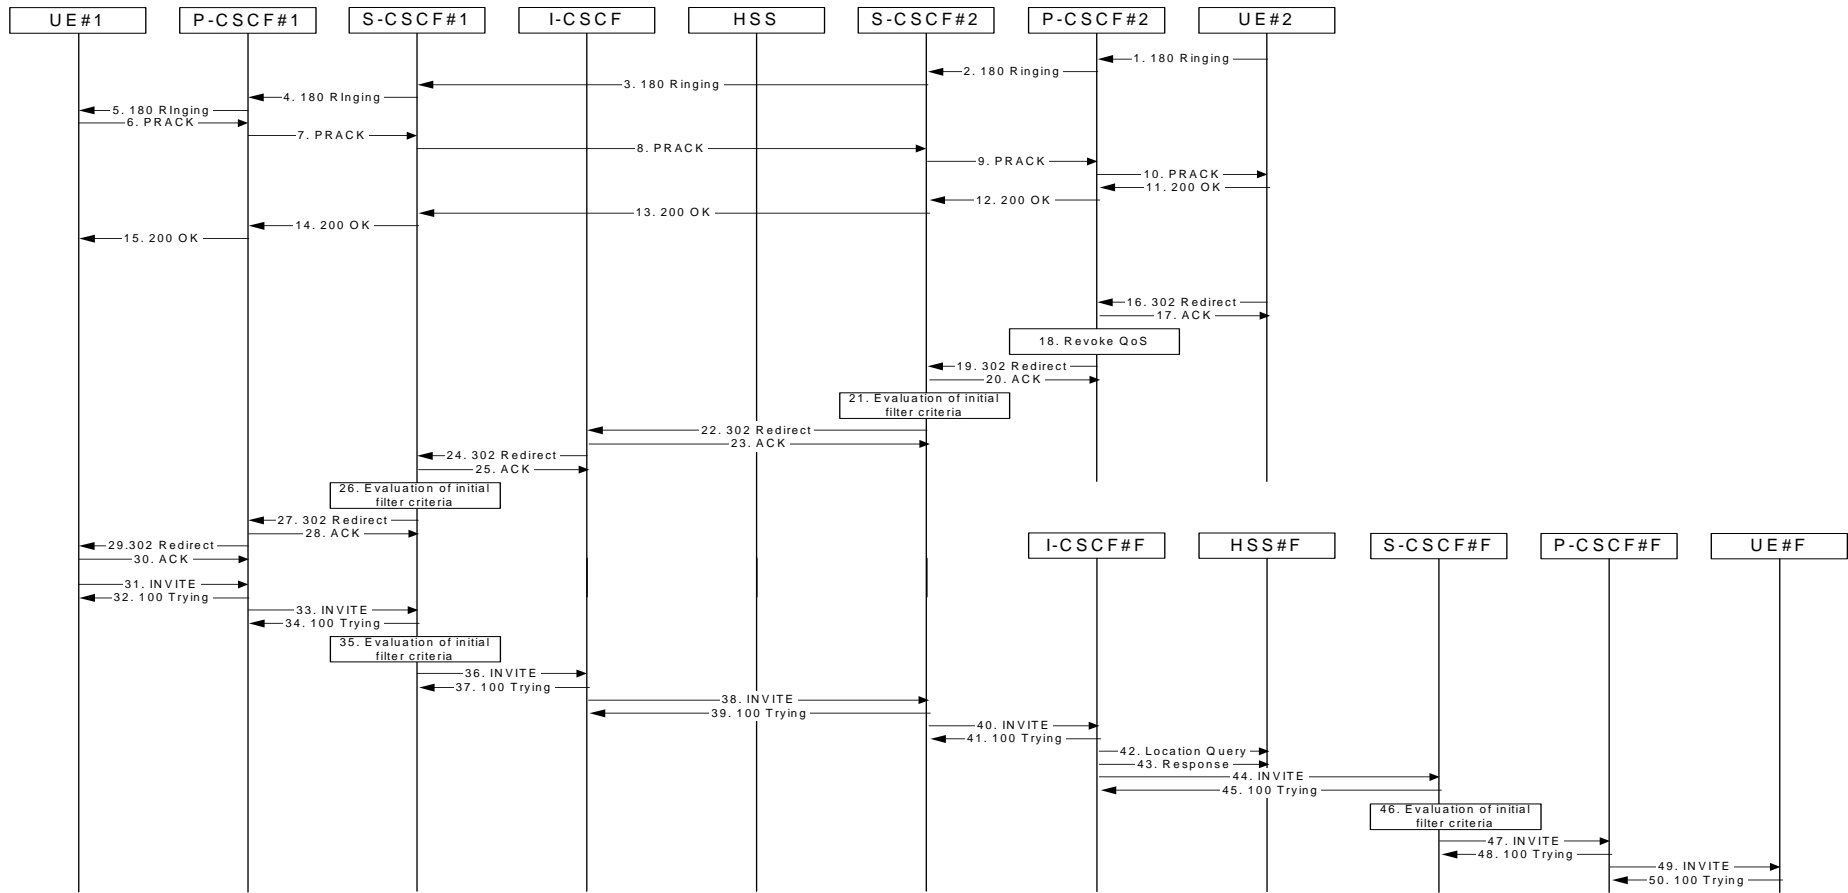 UE#1
P-CSCF#1
S-CSCF#1
I-CSCF
HSS
S-CSCF#2
P-CSCF#2
UE#2
1. 180 Ringing
2. 180 Ringing
3. 180 Ringing
4. 180 RInging
5. 180 RInging
6. PRACK
7. PRACK
8. PRACK
9. PRACK
10. PRACK
11. 200 OK
12. 200 OK
13. 200 OK
14. 200 OK
15. 200 OK
16. 302 Redirect
17. ACK
18. Revoke QoS
19. 302 Redirect
20. ACK
21. Evaluation of initial
filter criteria
22. 302 Redirect
23. ACK
24. 302 Redirect
25. ACK
26. Evaluation of initial
filter criteria
27. 302 Redirect
28. ACK
29.302 Redirect
30. ACK
I-CSCF#F
HSS#F
S-CSCF#F
P-CSCF#F
UE#F
31. INVITE
32. 100 Trying
33. INVITE
34. 100 Trying
35. Evaluation of initial
filter criteria
36. INVITE
37. 100 Trying
38. INVITE
39. 100 Trying
40. INVITE
41. 100 Trying
42. Location Query
43. Response
44. INVITE
45. 100 Trying
46. Evaluation of initial
filter criteria
47. INVITE
48. 100 Trying
49. INVITE
50. 100 Trying